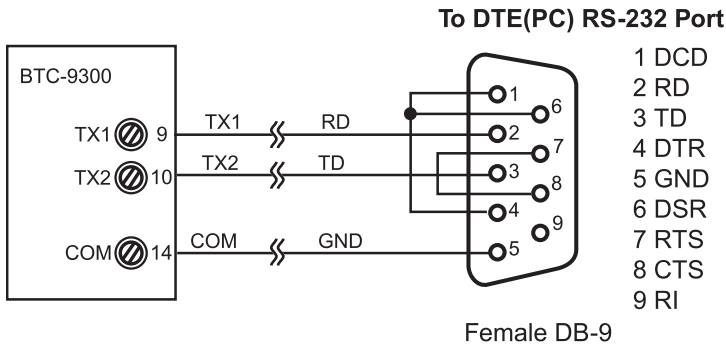 To DTE(PC) RS-232 Port
BTC-9300
TX1 9 TX1 RD
TX2 10 TX2 TD
COM 14 COM GND
1
6
2
7
3
8
4
9
5
1 DCD
2 RD
3 TD
4 DTR
5 GND
6 DSR
7 RTS
8 CTS
9 RI
Female DB-9